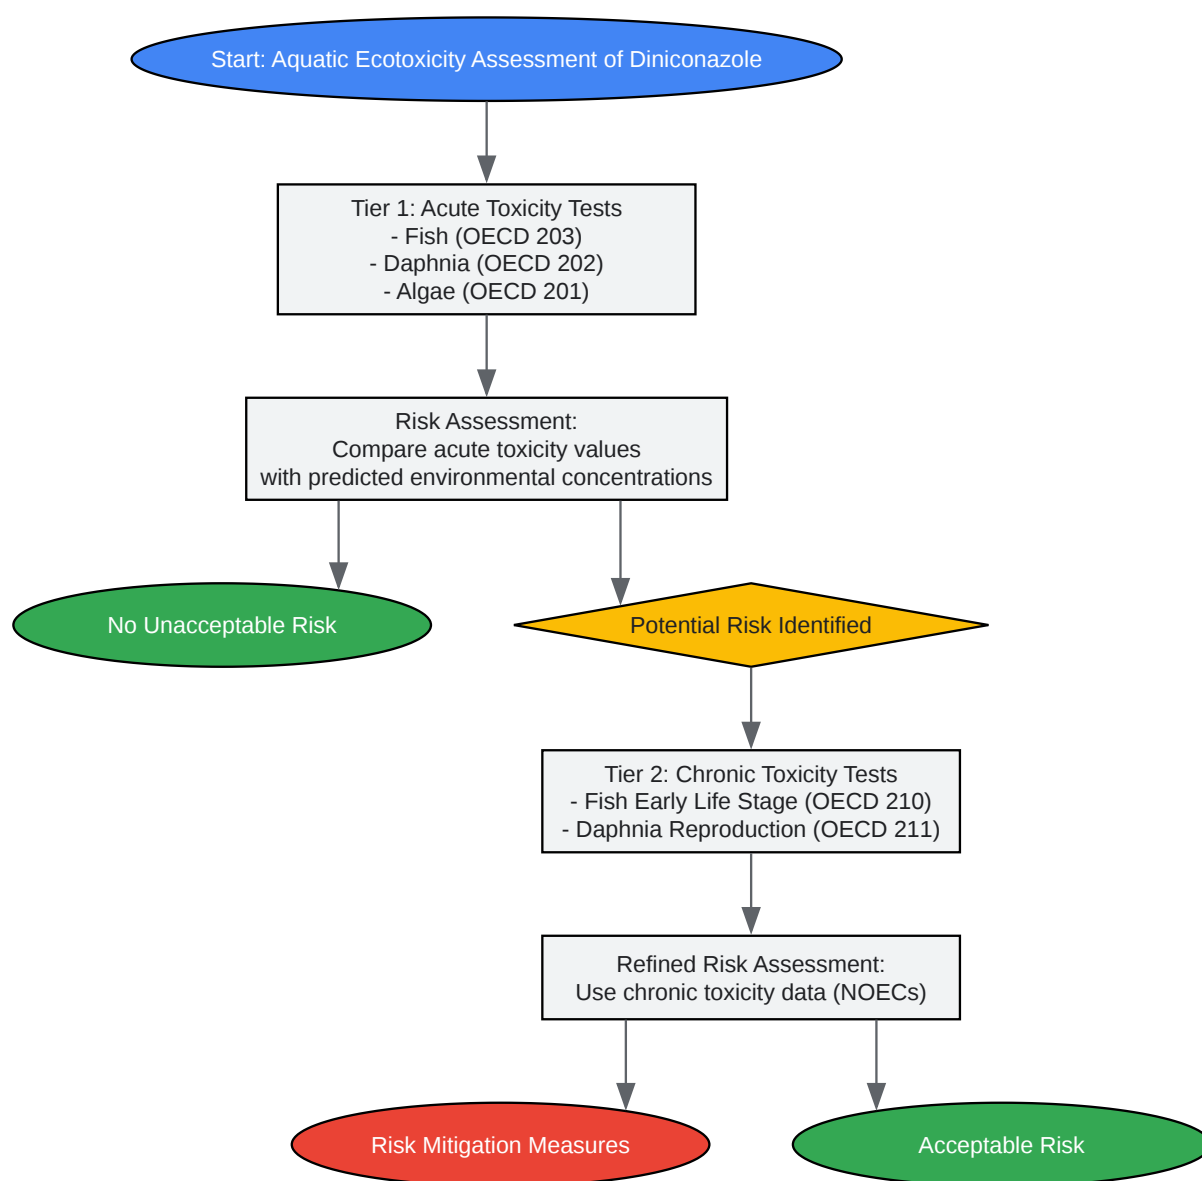 Start: Aquatic Ecotoxicity Assessment of Diniconazole
Tier 1: Acute Toxicity Tests
- Fish (OECD 203)
- Daphnia (OECD 202)
- Algae (OECD 201)
Risk Assessment:
Compare acute toxicity values
with predicted environmental concentrations
No Unacceptable Risk
Potential Risk Identified
Tier 2: Chronic Toxicity Tests
- Fish Early Life Stage (OECD 210)
- Daphnia Reproduction (OECD 211)
Refined Risk Assessment:
Use chronic toxicity data (NOECs)
Risk Mitigation Measures
Acceptable Risk